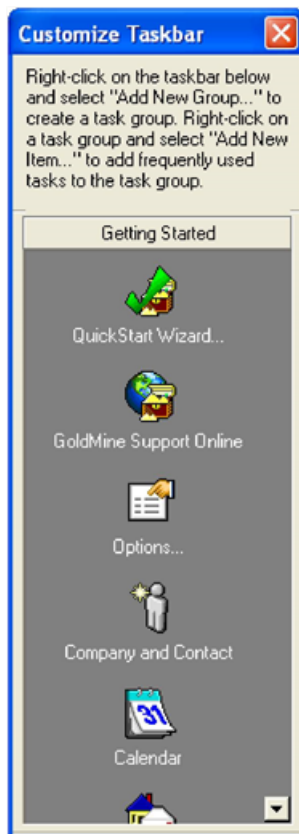 Customize Taskbar
Right-click on the taskbar below
and select "Add New Group..." to
create a task group. Right-click on
a task group and select "Add New
Item..." to add frequently used
tasks to the task group.
Getting Started
QuickStart Wizard...
GoldMine Support Online
Options...
Company and Contact
31
Calendar